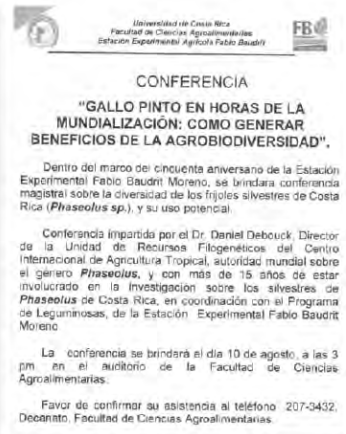 Universidad de Costa Rica
Facultad de Ciencias Agroalimentarias
Estación Experimental Agrícola Fabio Baudrit
FB
CONFERENCIA
"GALLO PINTO EN HORAS DE LA
MUNDIALIZACIÓN: COMO GENERAR
BENEFICIOS DE LA AGROBIODIVERSIDAD".
Dentro del marco del cincuenta aniversario de la Estación
Experimental Fabio Baudrit Moreno, se brindara conferencia
magistral sobre la diversidad de los frijoles silvestres de Costa
Rica (Phaseolus sp.), y su uso potencial.
Conferencia impartida por el Dr. Daniel Debouck, Director
de la Unidad de Recursos Filogenéticos del Centro
Internacional de Agricultura Tropical, autoridad mundial sobre
el género Phaseolus, y con más de 15 años de estar
involucrado en la investigación sobre los silvestres de
Phaseolus de Costa Rica, en coordinación con el Programa
de Leguminosas, de la Estación Experimental Fabio Baudrit
Moreno
La conferencia se brindará el día 10 de agosto, a las 3
pm en el auditorio de la Facultad de Ciencias
Agroalimentarias.
Favor de confirmar su asistencia al teléfono 207-3432,
Decanato, Facultad de Ciencias Agroalimentarias.